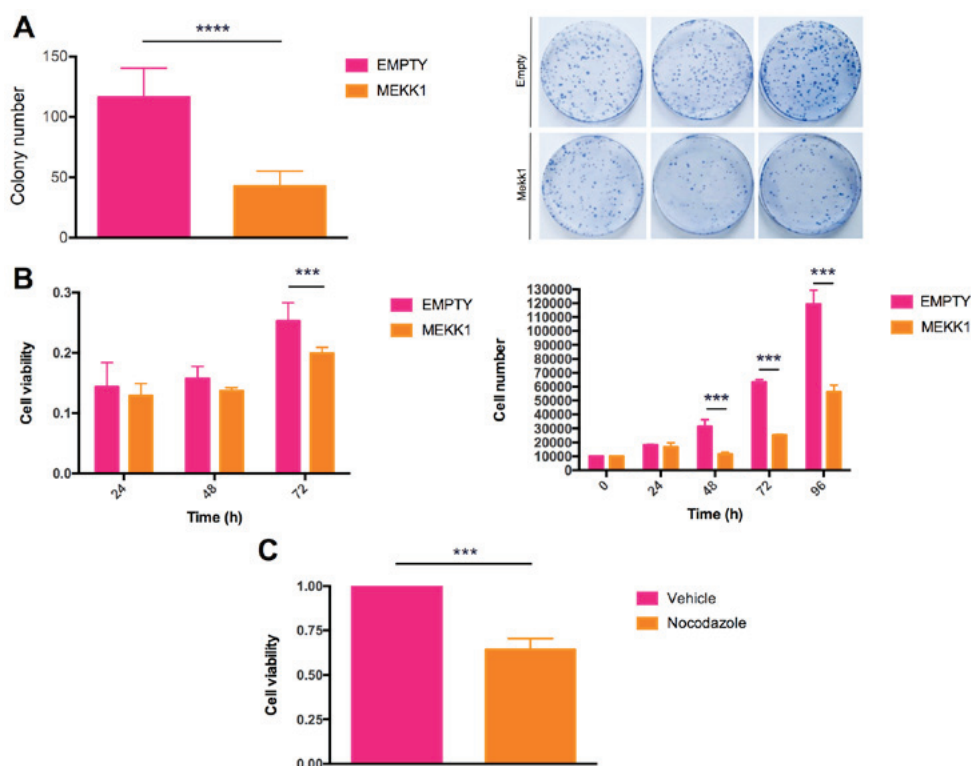 A
****
Colony number
150
100
50
0
EMPTY
MEKK1
Empty
Mekk1
B
***
Cell viability
0.3
0.2
0.1
0.0
24
48
72
Time (h)
EMPTY
MEKK1
***
***
***
Cell number
130000
120000
110000
100000
90000
80000
70000
60000
50000
40000
30000
20000
10000
0
24
48
72
96
Time (h)
EMPTY
MEKK1
C
***
Cell viability
1.00
0.75
0.50
0.25
0.00
Vehicle
Nocodazole